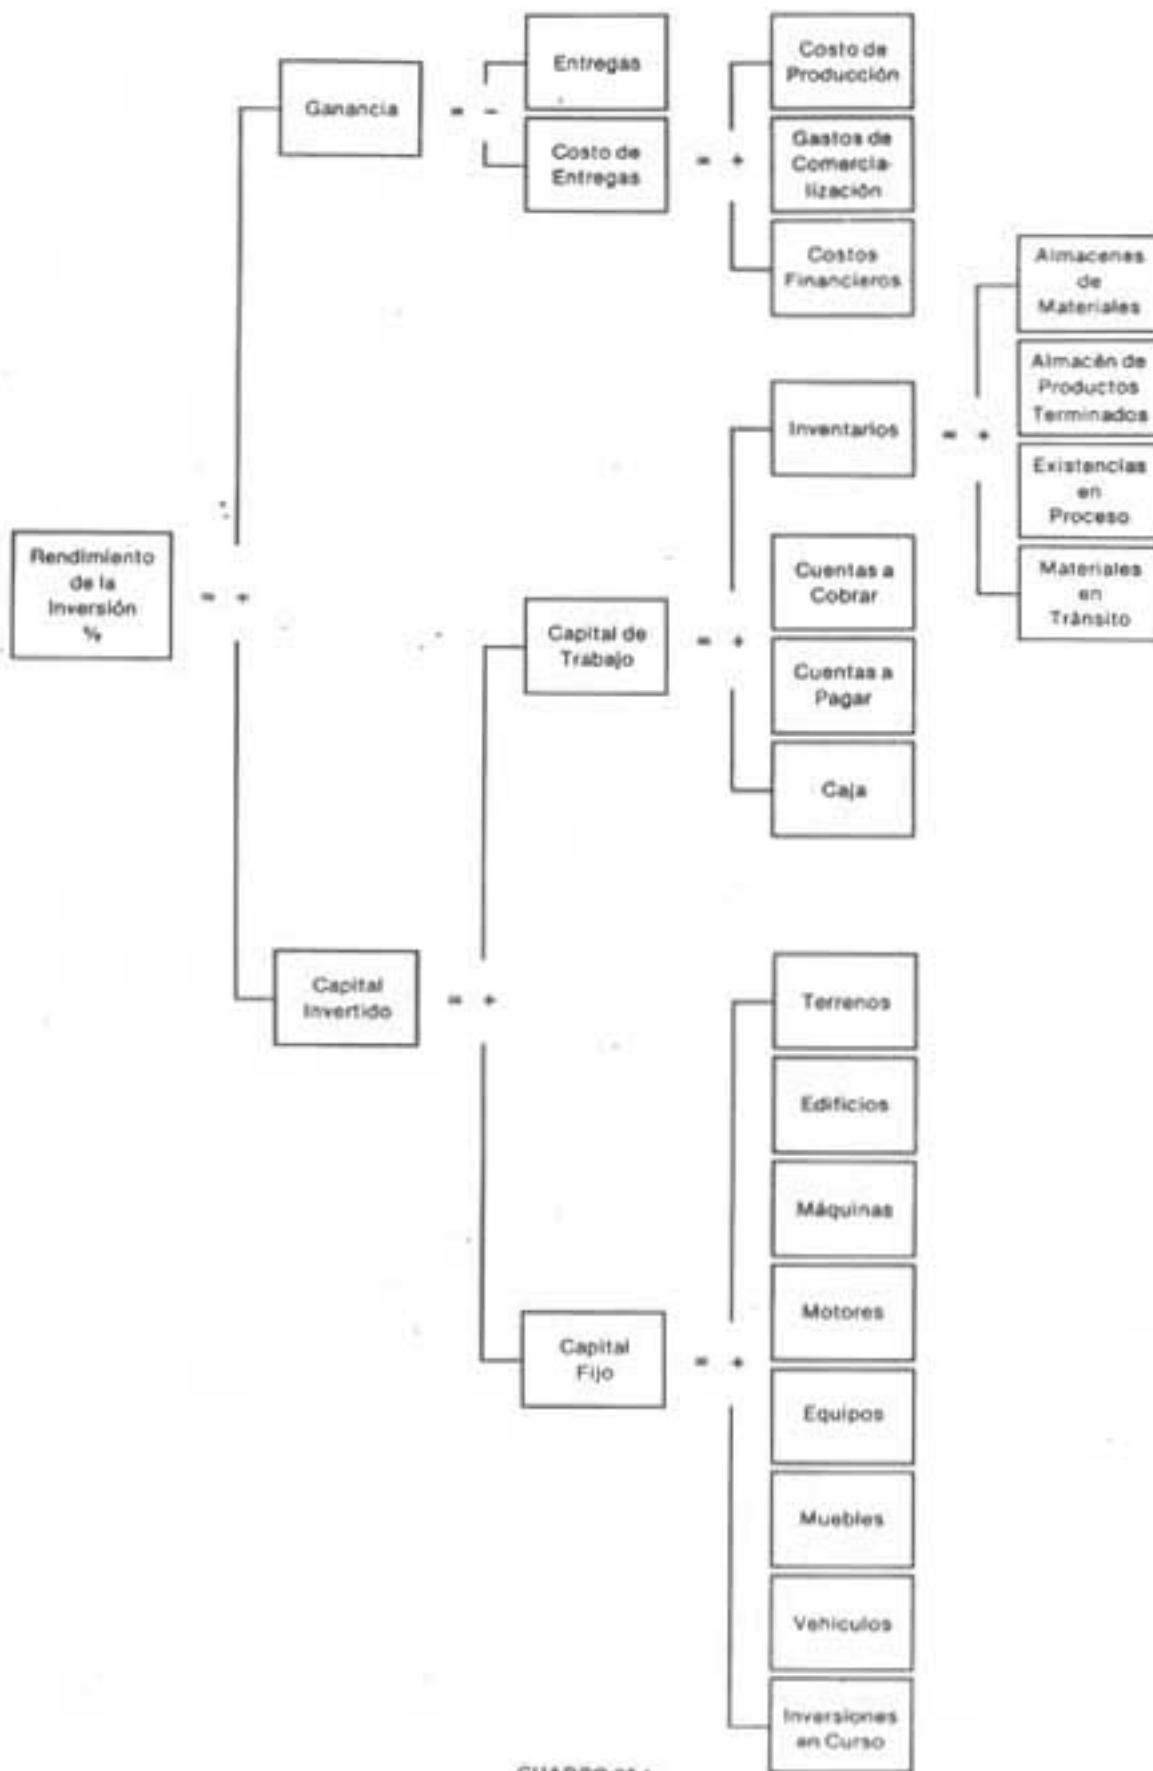 Ganancia
= -
Entregas
Costo de
Entregas
= +
Costo de
Producción
Gastos de
Comercia-
lización
Costos
Financieros
Rendimiento
de la
Inversión
%
= +
Capital
Invertido
= +
Capital de
Trabajo
= +
Inventarios
= +
Almacenes
de
Materiales
Almacén de
Productos
Terminados
Existencias
en
Proceso
Materiales
en
Tránsito
Cuentas a
Cobrar
Cuentas a
Pagar
Caja
Capital
Fijo
= +
Terrenos
Edificios
Máquinas
Motores
Equipos
Muebles
Vehículos
Inversiones
en Curso